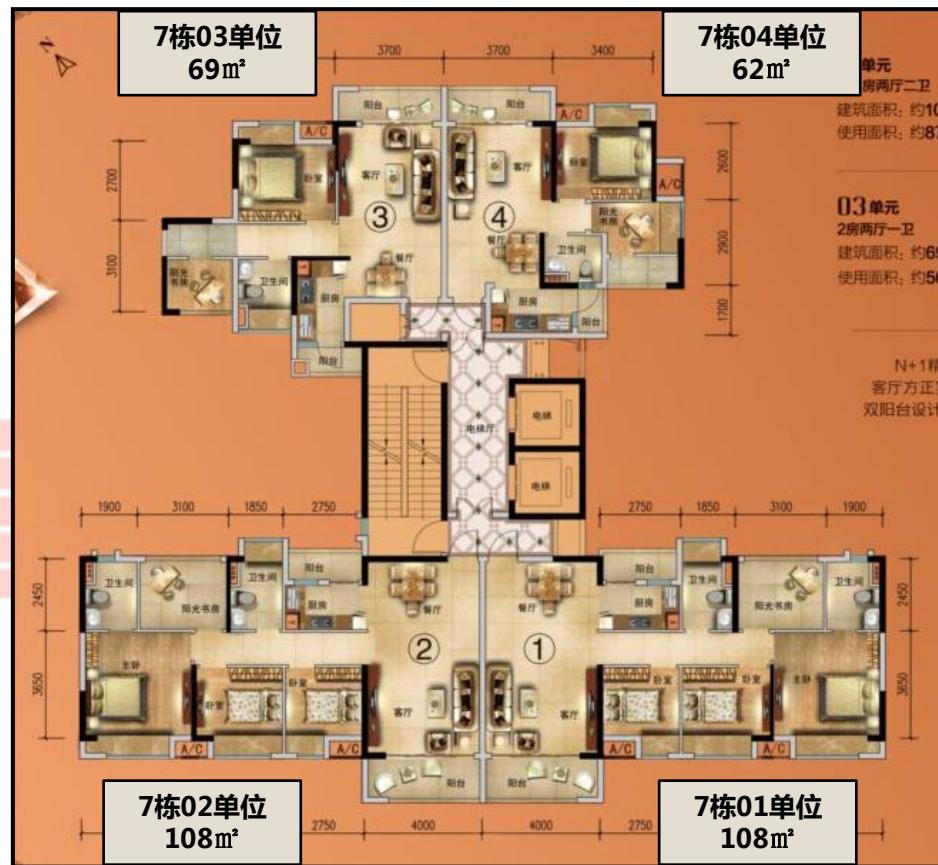 7栋03单位
69㎡
7栋04单位
62㎡
N
3700
3700
3400
单元
房两厅二卫
建筑面积：约10
使用面积：约87
03单元
2房两厅一卫
建筑面积：约69
使用面积：约50
N+1精
客厅方正
双阳台设计
阳台
阳台
A/C
A/C
2700
卧室
客厅
客厅
卧室
2600
A/C
③
④
阳光
书房
3100
阳光
书房
卫生间
餐厅
餐厅
卫生间
2900
厨房
厨房
阳台
1700
阳台
电梯厅
电梯
电梯
1900
3100
1850
2750
2750
1850
3100
1900
2450
卫生间
阳光书房
卫生间
阳台
厨房
餐厅
餐厅
阳台
厨房
卫生间
阳光书房
卫生间
2450
②
①
3650
主卧
卧室
卧室
客厅
客厅
卧室
卧室
主卧
3650
A/C
A/C
A/C
A/C
阳台
阳台
7栋02单位
108㎡
7栋01单位
108㎡
2750
4000
4000
2750